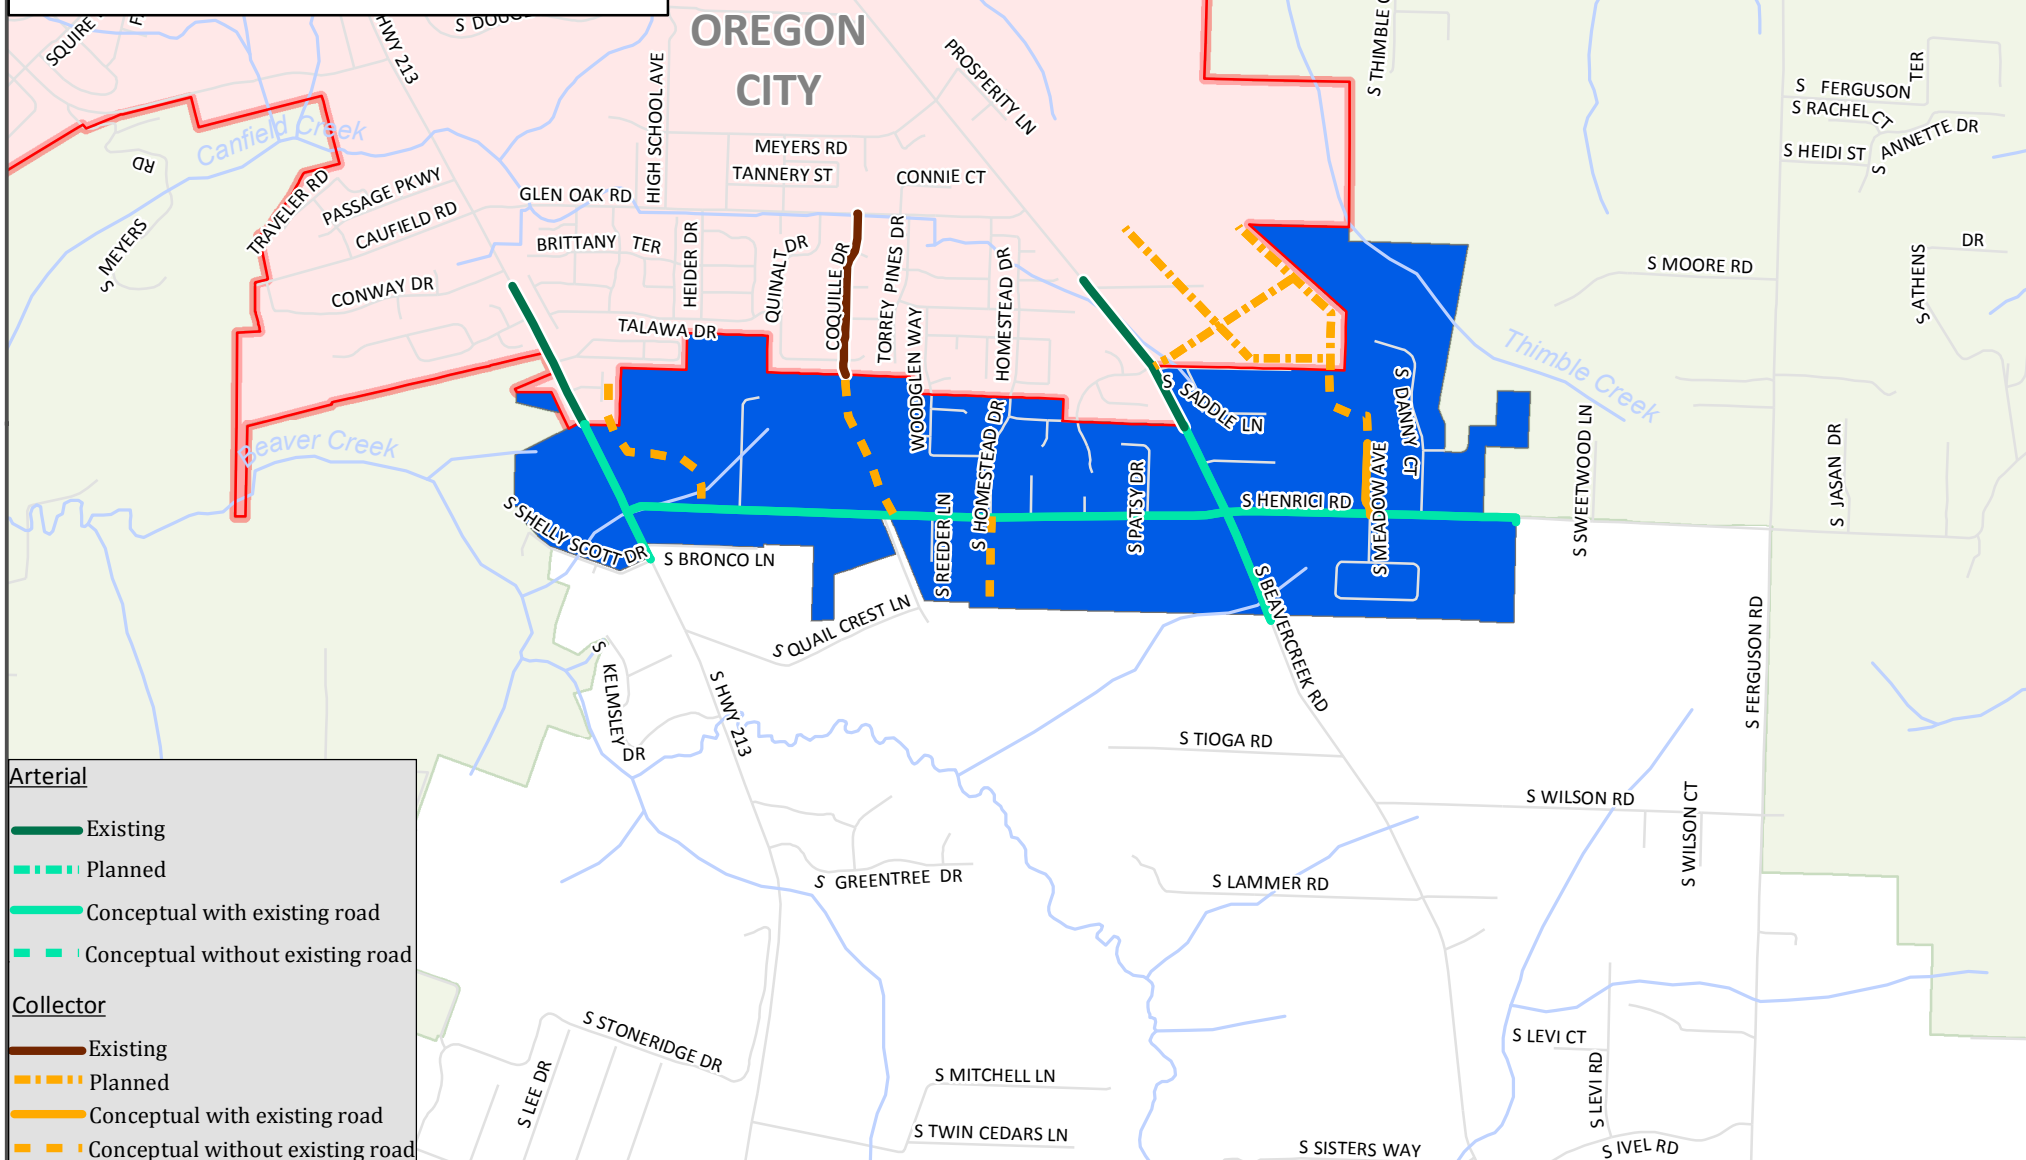 SQUIRE
HWY 213
S DOUG
OREGON
CITY
PROSPERITY LN
S THIMBLE
S FERGUSON TER
S RACHEL CT
S ANNETTE DR
S HEIDI ST
HIGH SCHOOL AVE
MEYERS RD
TANNERY ST
CONNIE CT
Canfield Creek
RD
S MEYERS
TRAVELER RD
PASSAGE PKWY
CAUFIELD RD
GLEN OAK RD
BRITTANY TER
HEIDER DR
QUINALT DR
COQUILLE DR
TORREY PINES DR
WOODGLEN WAY
HOMESTEAD DR
CONWAY DR
TALAWA DR
S MOORE RD
S ATHENS DR
Thimble Creek
S SADDLE LN
S DANNY CT
S SWEETWOOD LN
S JASAN DR
Beaver Creek
S HOMESTEAD DR
S PATSY DR
S HENRICI RD
S MEADOW AVE
S REEDER LN
S SHELLY SCOTT DR
S BRONCO LN
S QUAIL CREST LN
S BEAVERCREEK RD
S KELMSLEY DR
S HWY 213
S FERGUSON RD
S TIOGA RD
S WILSON RD
S WILSON CT
S GREENTREE DR
S LAMMER RD
S STONERIDGE DR
S LEE DR
S MITCHELL LN
S TWIN CEDARS LN
S LEVI CT
S LEVI RD
S SISTERS WAY
S IVEL RD
Arterial
Existing
Planned
Conceptual with existing road
Conceptual without existing road
Collector
Existing
Planned
Conceptual with existing road
Conceptual without existing road